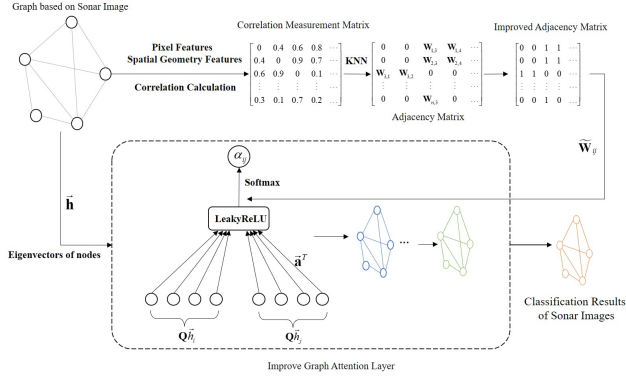 Graph based on Sonar Image
Correlation Measurement Matrix
Improved Adjacency Matrix
Pixel Features
Spatial Geometry Features
Correlation Calculation
0 0.4 0.6 0.8 ...
0.4 0 0.9 0.7 ...
0.6 0.9 0 0.1 ...
⋮ ⋮ ⋮ ⋮
0.3 0.1 0.7 0.2 ...
KNN
0 0 W1,3 W1,4 ...
0 0 W2,3 W2,4 ...
W3,1 W3,2 0 0 ...
⋮ ⋮ ⋮ ⋮
0 0 Wn,3 0 ...
Adjacency Matrix
0 0 1 1 ...
0 0 1 1 ...
1 1 0 0 ...
⋮ ⋮ ⋮ ⋮
0 0 1 0 ...
W̃ij
αij
Softmax
h⃗
LeakyReLU
Eigenvectors of nodes
a⃗T
...
Qh⃗i
Qh⃗j
Classification Results
of Sonar Images
Improve Graph Attention Layer